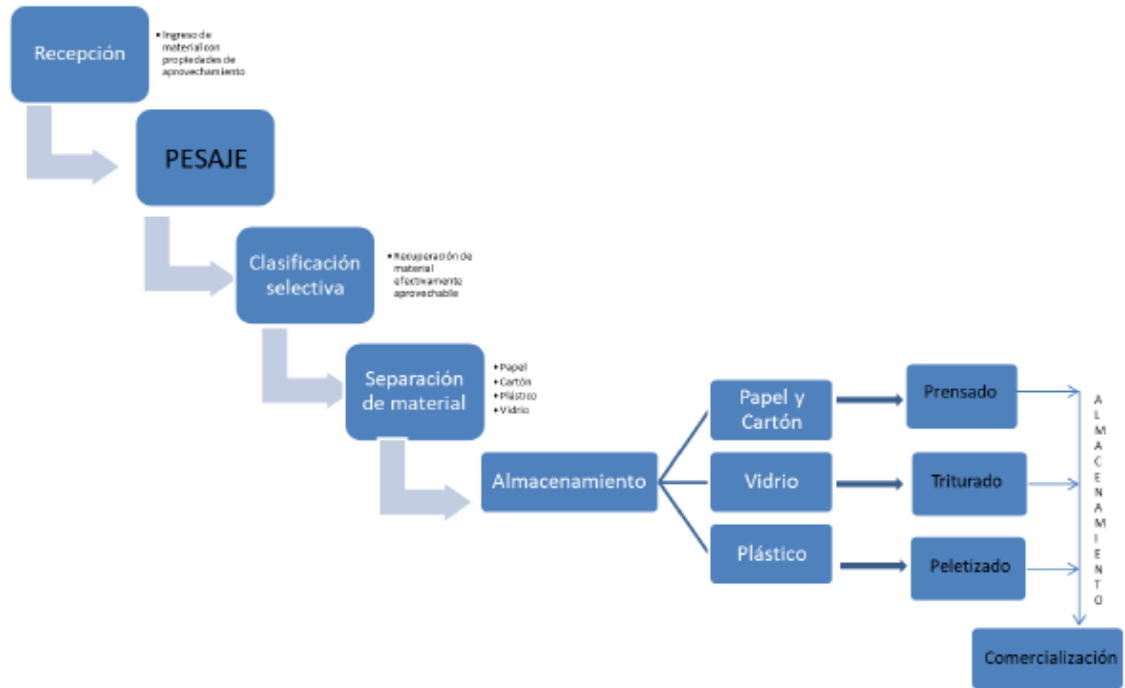 Recepción
• Ingreso de
material con
propiedades de
aprovechamiento
PESAJE
Clasificación
selectiva
• Recuperación de
material
efectivamente
aprovechable
Separación
de material
• Papel
• Cartón
• Plástico
• Vidrio
Almacenamiento
Papel y
Cartón
Vidrio
Plástico
Prensado
Triturado
Peletizado
ALMACENAMIENTO
Comercialización